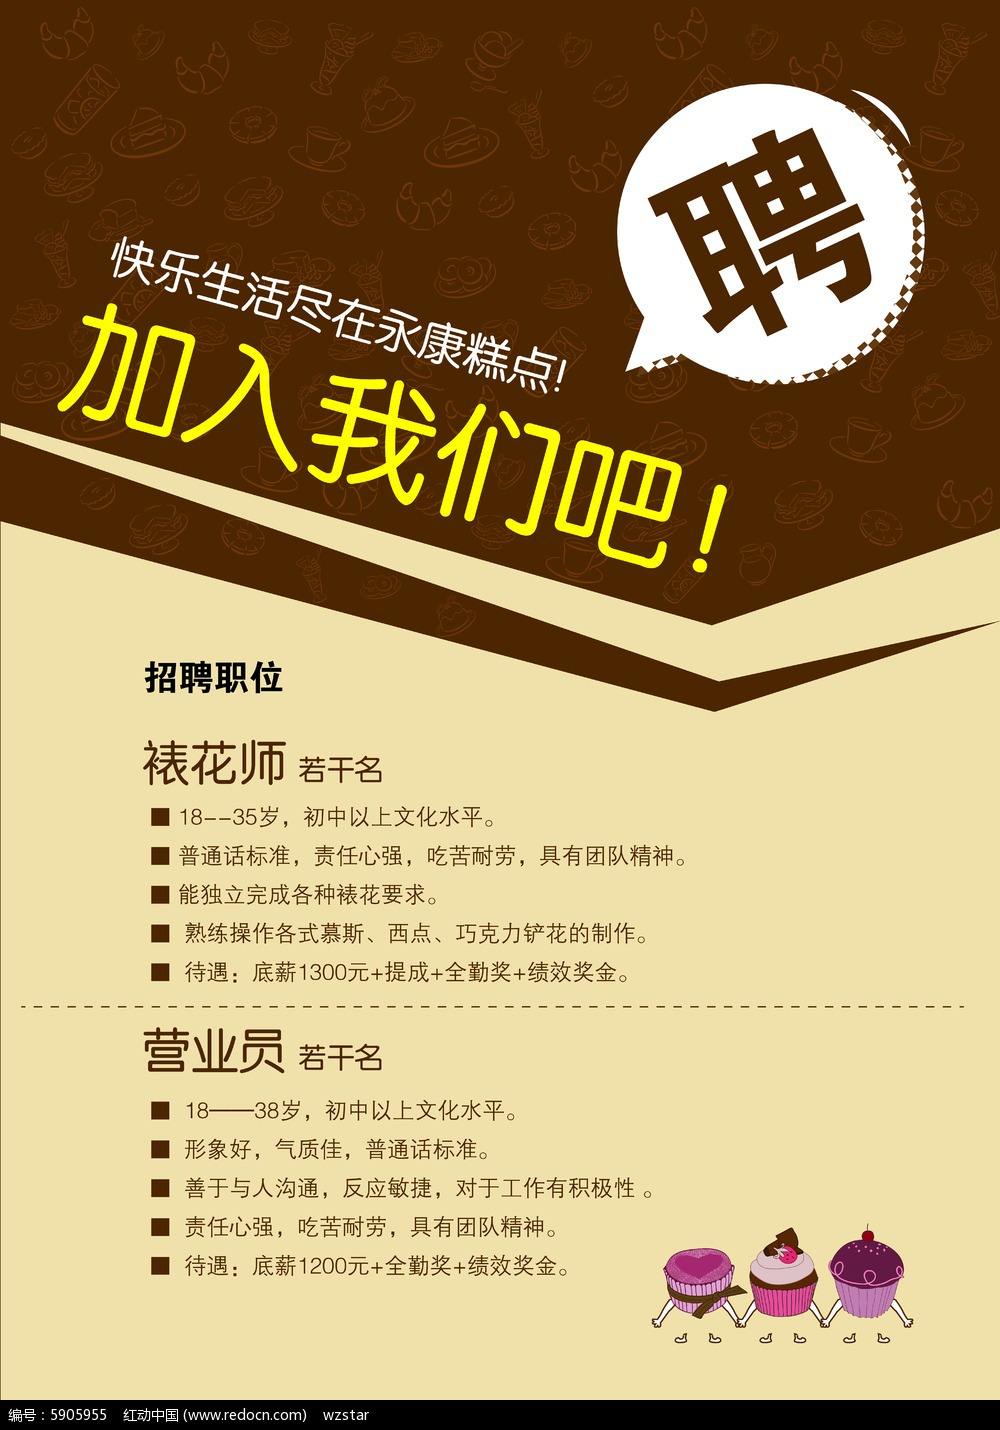 聘
快乐生活尽在永康糕点!
加入我们吧!
招聘职位
裱花师 若干名
■ 18--35岁，初中以上文化水平。
■ 普通话标准，责任心强，吃苦耐劳，具有团队精神。
■ 能独立完成各种裱花要求。
■ 熟练操作各式慕斯、西点、巧克力铲花的制作。
■ 待遇：底薪1300元+提成+全勤奖+绩效奖金。
营业员 若干名
■ 18——38岁，初中以上文化水平。
■ 形象好，气质佳，普通话标准。
■ 善于与人沟通，反应敏捷，对于工作有积极性 。
■ 责任心强，吃苦耐劳，具有团队精神。
■ 待遇：底薪1200元+全勤奖+绩效奖金。
编号：5905955 红动中国 (www.redocn.com) wzstar